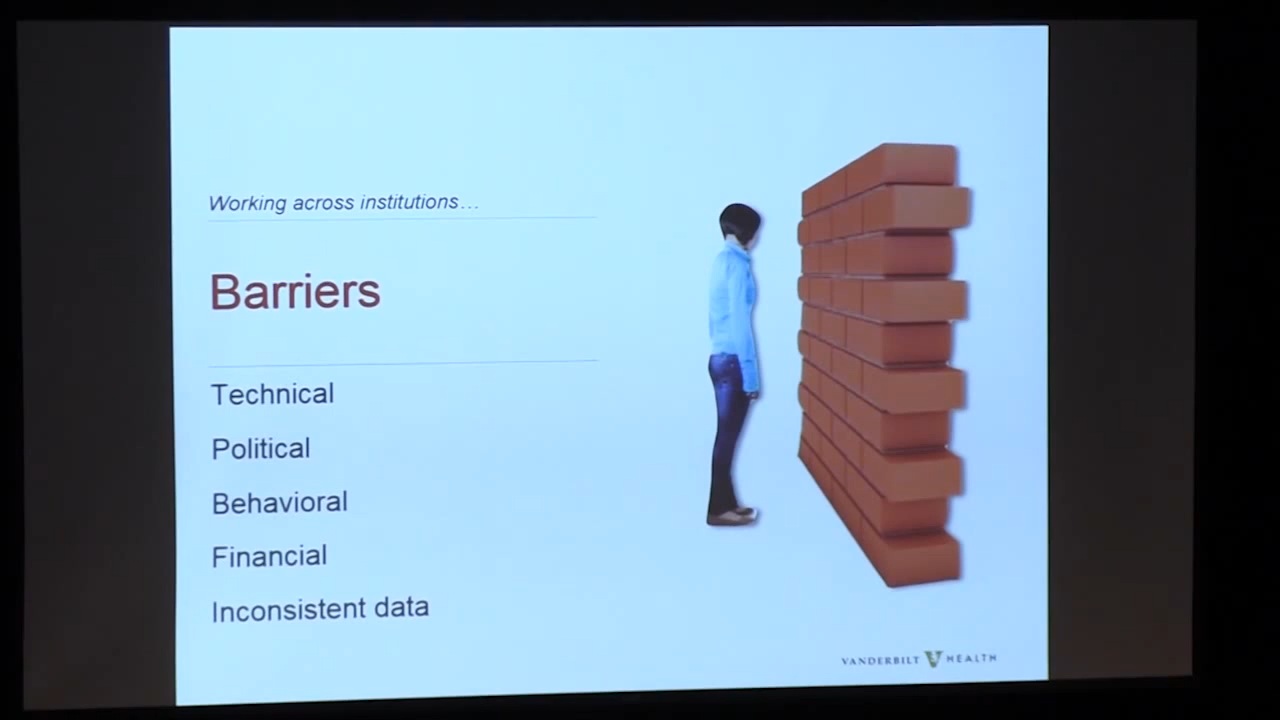 Working across institutions…
Barriers
Technical
Political
Behavioral
Financial
Inconsistent data
VANDERBILT V HEALTH